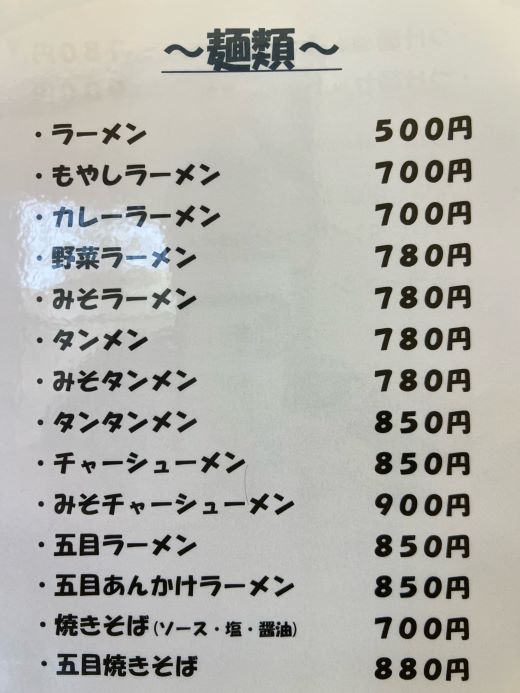 ～麺類～
・ラーメン 500円
・もやしラーメン 700円
・カレーラーメン 700円
・野菜ラーメン 780円
・みそラーメン 780円
・タンメン 780円
・みそタンメン 780円
・タンタンメン 850円
・チャーシューメン 850円
・みそチャーシューメン 900円
・五目ラーメン 850円
・五目あんかけラーメン 850円
・焼きそば(ソース・塩・醤油) 700円
・五目焼きそば 880円